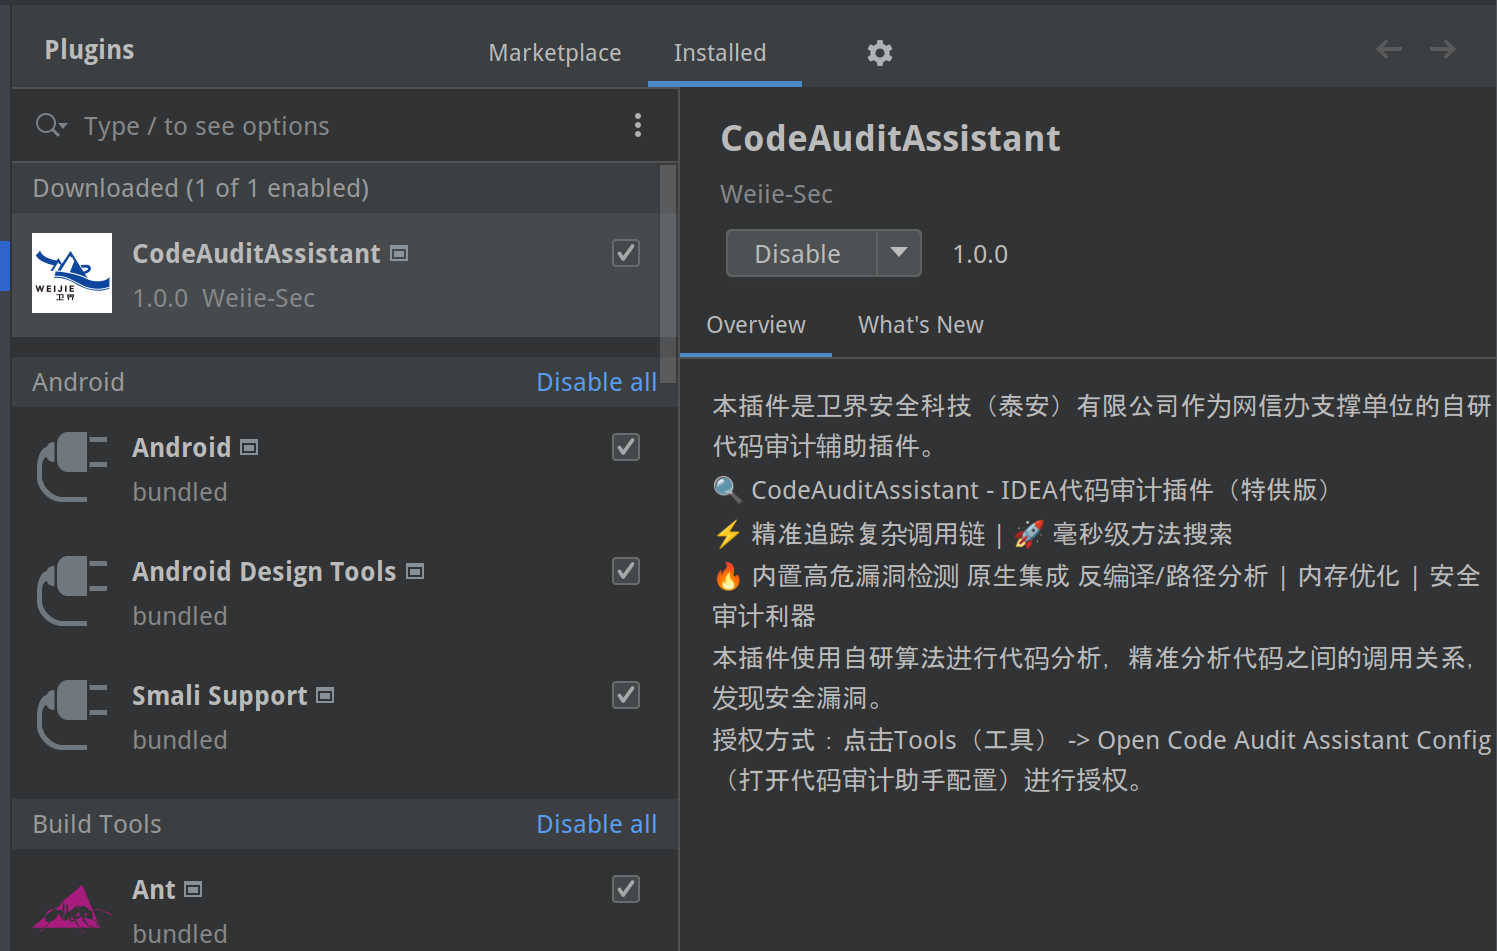 Plugins
Marketplace
Installed
Type / to see options
Downloaded (1 of 1 enabled)
CodeAuditAssistant
1.0.0 Weiie-Sec
WEIJIE
卫界
Android
Disable all
Android
bundled
Android Design Tools
bundled
Smali Support
bundled
Build Tools
Disable all
Ant
bundled
CodeAuditAssistant
Weiie-Sec
Disable
1.0.0
Overview
What's New
本插件是卫界安全科技（泰安）有限公司作为网信办支撑单位的自研
代码审计辅助插件。
🔍 CodeAuditAssistant - IDEA代码审计插件（特供版）
⚡ 精准追踪复杂调用链 | 🚀 毫秒级方法搜索
🔥 内置高危漏洞检测 原生集成 反编译/路径分析 | 内存优化 | 安全
审计利器
本插件使用自研算法进行代码分析，精准分析代码之间的调用关系，
发现安全漏洞。
授权方式：点击Tools（工具） -> Open Code Audit Assistant Config
（打开代码审计助手配置）进行授权。